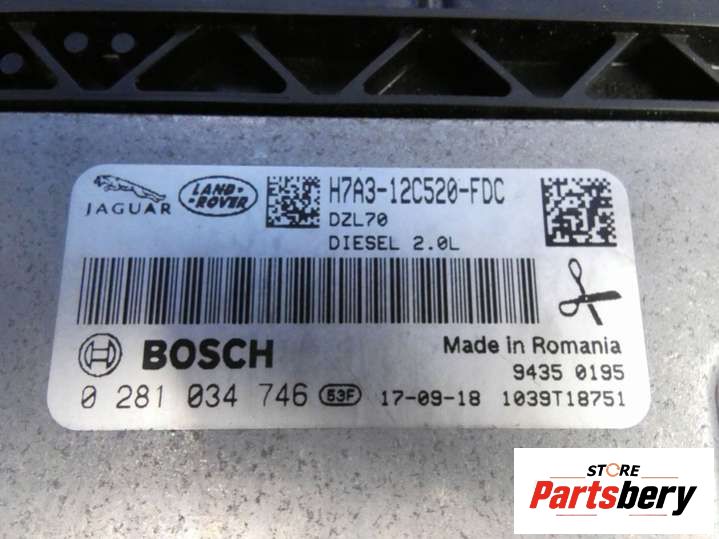 JAGUAR
LAND-
-ROVER
H7A3-12C520-FDC
DZL70
DIESEL 2.0L
BOSCH
Made in Romania
9435 0195
0 281 034 746 53F 17-09-18 1039T18751
STORE
Partsbery